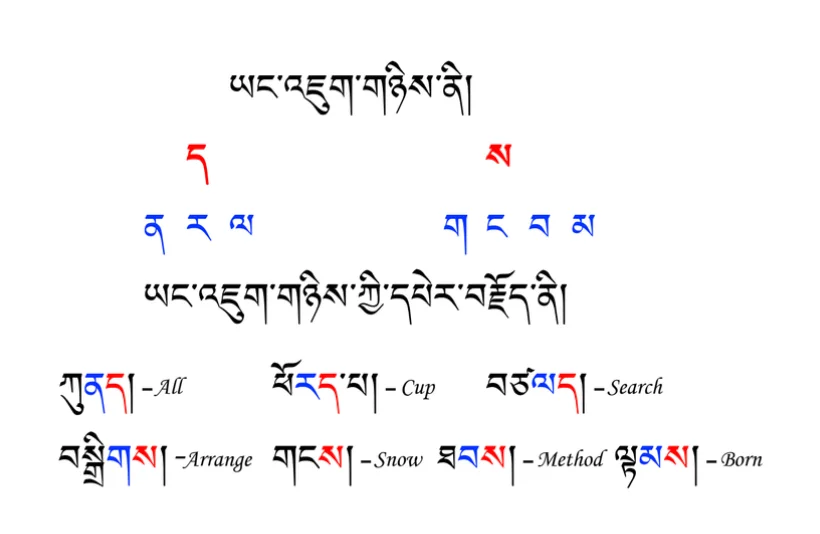 ཡང་འཇུག་གཉིས་ནི།
ད ས
ན ར ལ ག ང བ མ
ཡང་འཇུག་གཉིས་ཀྱི་དཔེར་བརྗོད་ནི།
ཀུནད། – All ཕོརད་པ། – Cup བཙལད། – Search
བསྒྲིགས། – Arrange གངས། – Snow ཐབས། – Method ལྟམས། – Born